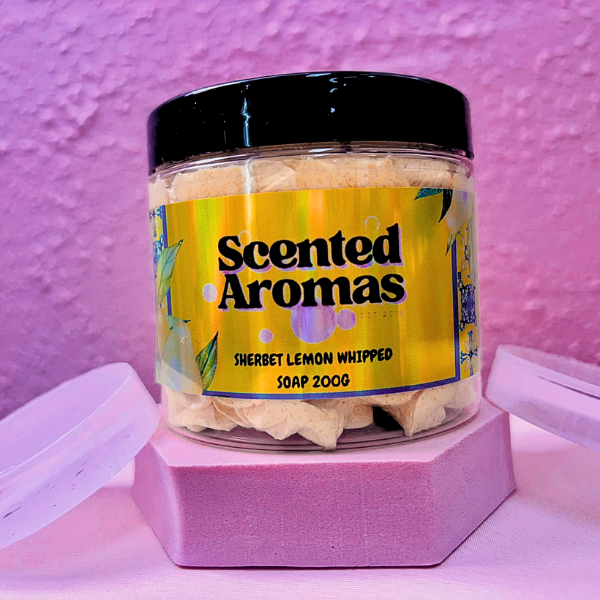 Scented
Aromas
SHERBET LEMON WHIPPED
SOAP 200G